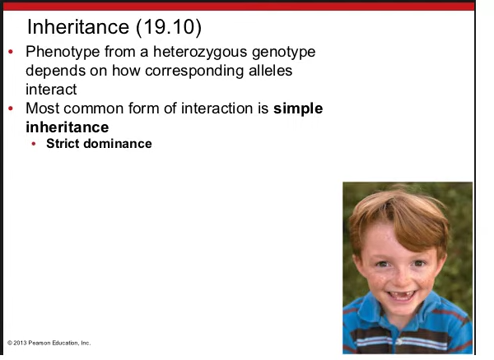 Inheritance (19.10)
• Phenotype from a heterozygous genotype
depends on how corresponding alleles
interact
• Most common form of interaction is simple
inheritance
• Strict dominance
© 2013 Pearson Education, Inc.